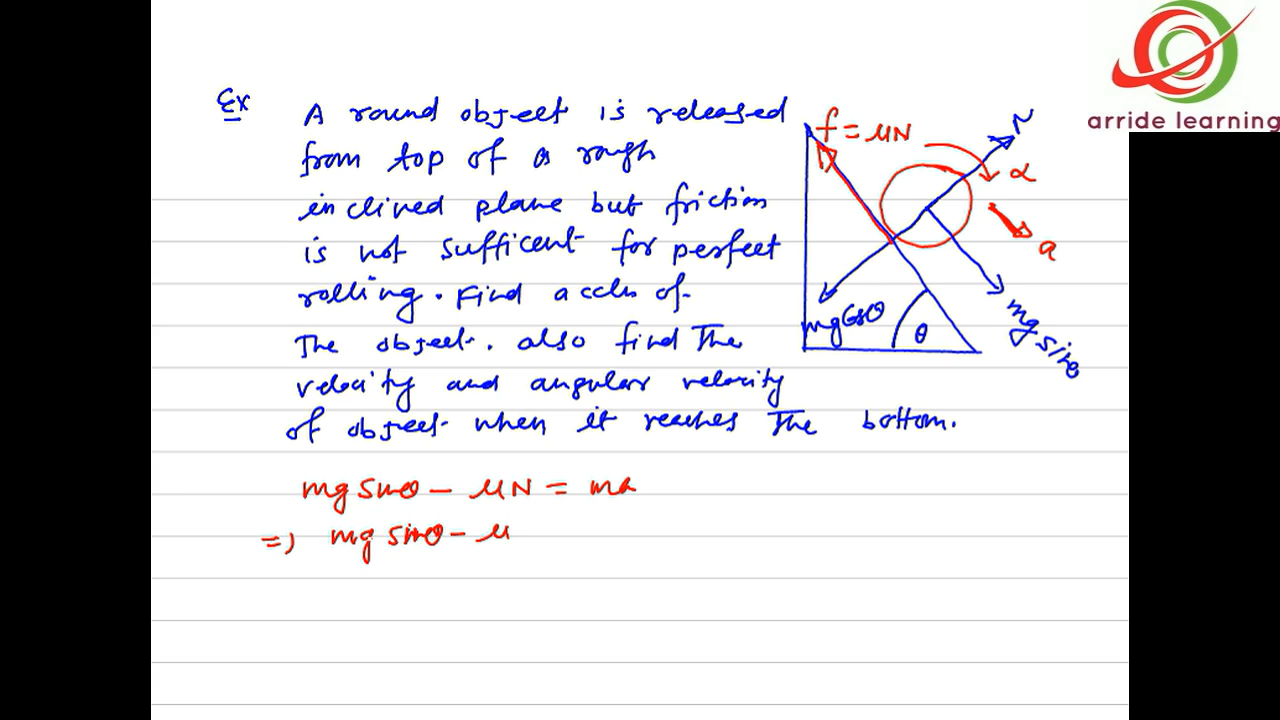 Ex
A round object is released
from top of a rough
inclined plane but friction
is not sufficent for perfect
rolling. Find accln of
The object. also find The
velocity and angular velocity
of object when it reaches The bottom.
f = μN
N
α
a
mg cosθ
θ
mg sinθ
arride learning
mg sinθ - μN = ma
=) mg sinθ - μ